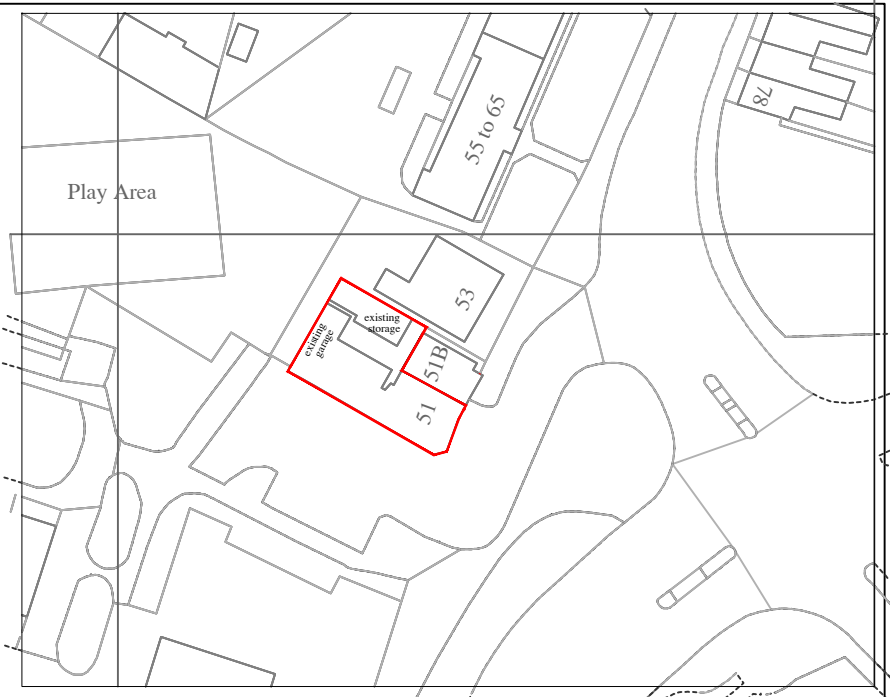 55 to 65
78
Play Area
53
existing
storage
existing
garage
51B
51